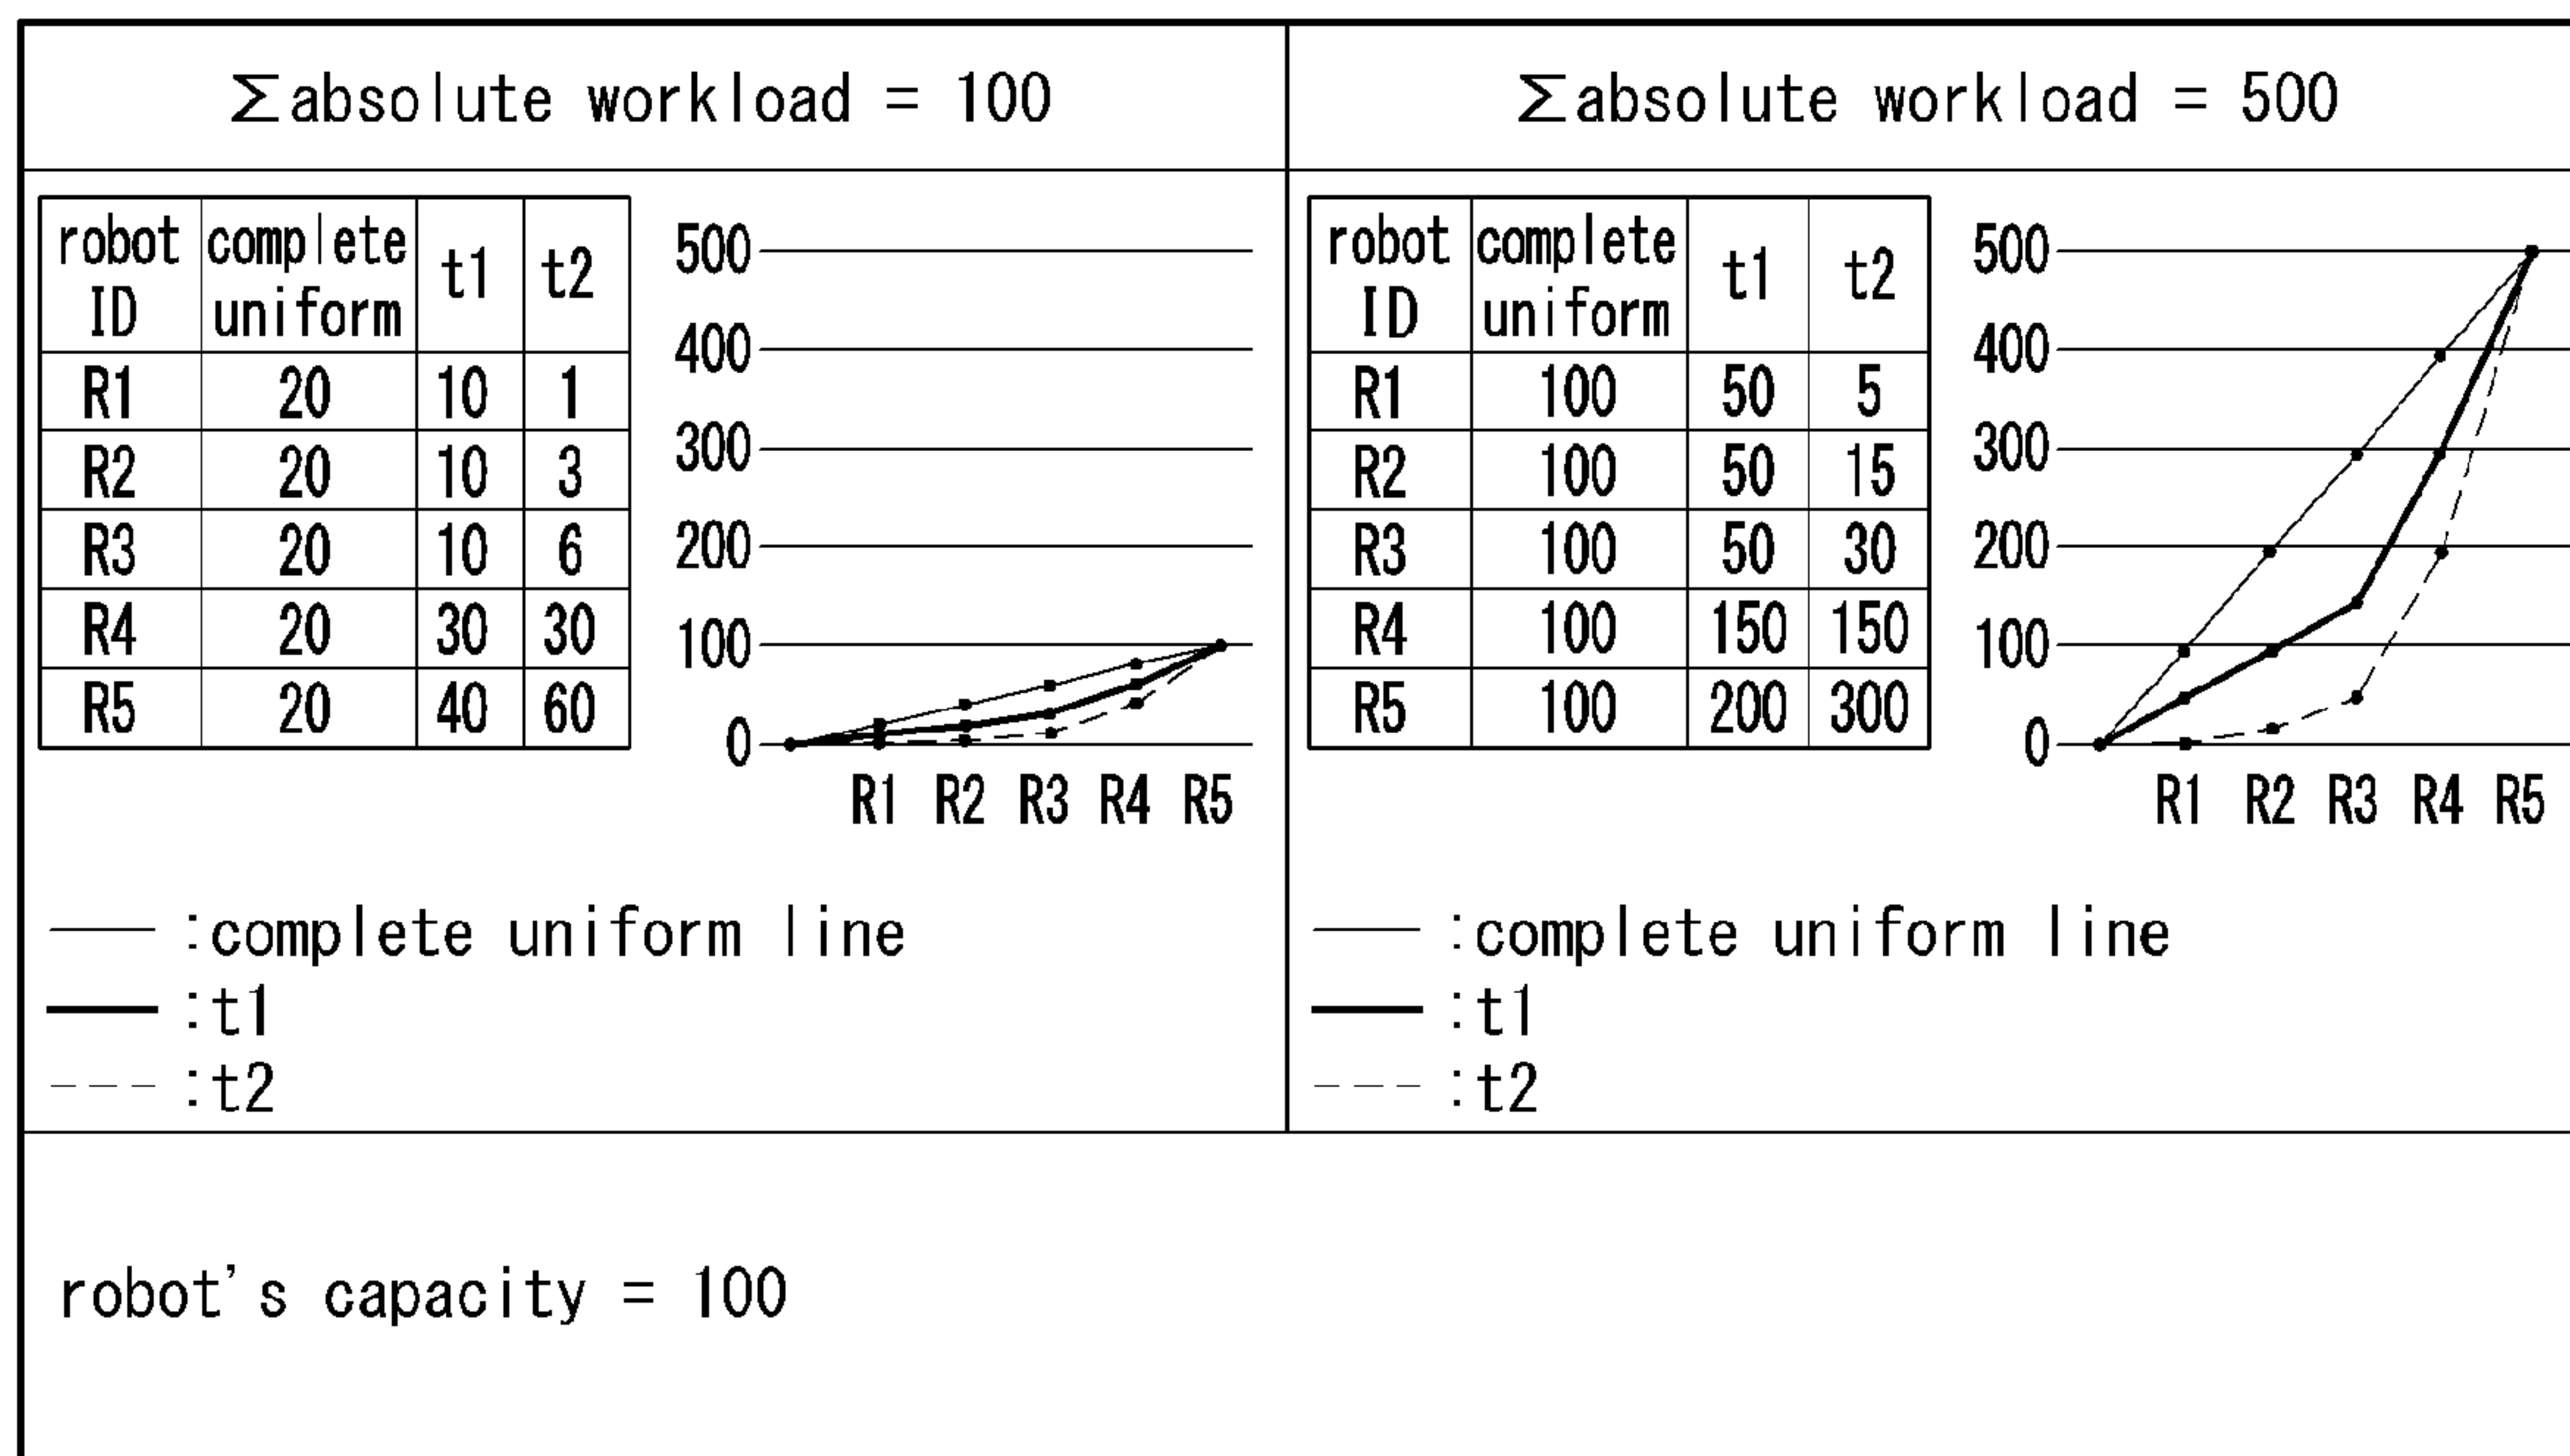 Σabsolute workload = 100
robot ID complete uniform t1 t2
R1 20 10 1
R2 20 10 3
R3 20 10 6
R4 20 30 30
R5 20 40 60
500
400
300
200
100
0
R1 R2 R3 R4 R5
:complete uniform line
:t1
:t2
Σabsolute workload = 500
robot ID complete uniform t1 t2
R1 100 50 5
R2 100 50 15
R3 100 50 30
R4 100 150 150
R5 100 200 300
500
400
300
200
100
0
R1 R2 R3 R4 R5
:complete uniform line
:t1
:t2
robot's capacity = 100